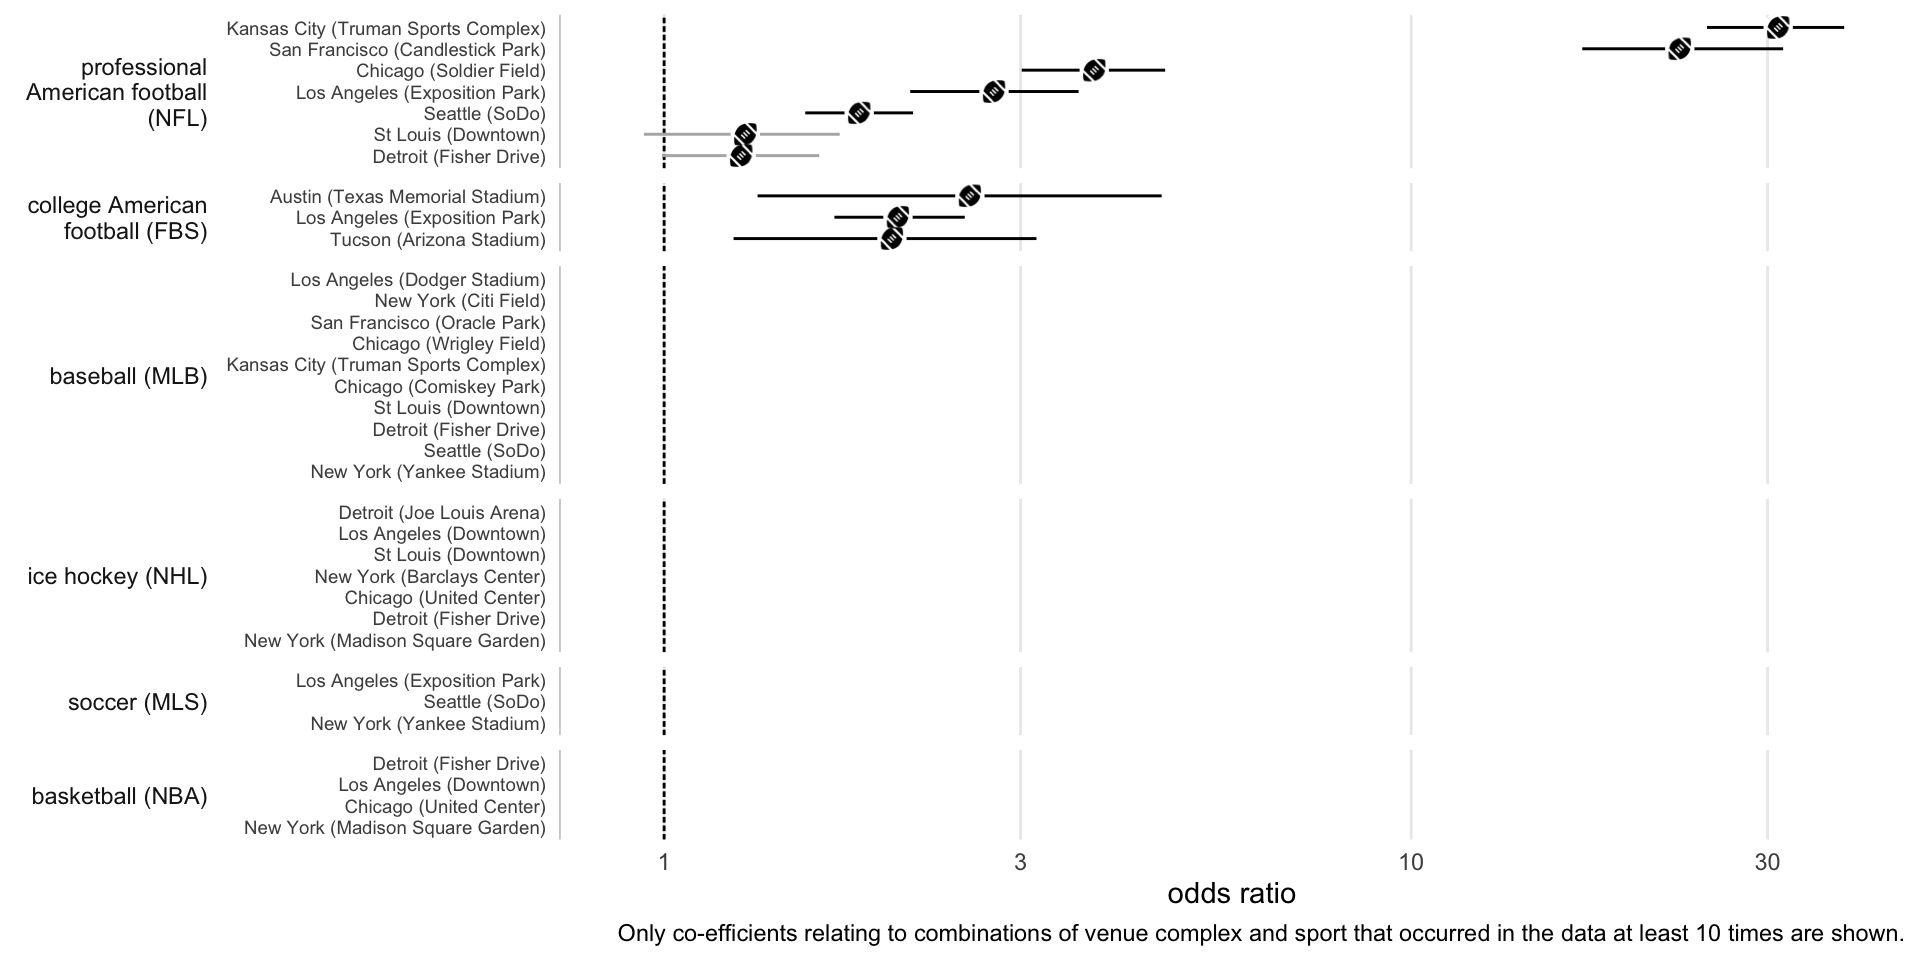 professional
American football
(NFL)
Kansas City (Truman Sports Complex)
San Francisco (Candlestick Park)
Chicago (Soldier Field)
Los Angeles (Exposition Park)
Seattle (SoDo)
St Louis (Downtown)
Detroit (Fisher Drive)
college American
football (FBS)
Austin (Texas Memorial Stadium)
Los Angeles (Exposition Park)
Tucson (Arizona Stadium)
baseball (MLB)
Los Angeles (Dodger Stadium)
New York (Citi Field)
San Francisco (Oracle Park)
Chicago (Wrigley Field)
Kansas City (Truman Sports Complex)
Chicago (Comiskey Park)
St Louis (Downtown)
Detroit (Fisher Drive)
Seattle (SoDo)
New York (Yankee Stadium)
ice hockey (NHL)
Detroit (Joe Louis Arena)
Los Angeles (Downtown)
St Louis (Downtown)
New York (Barclays Center)
Chicago (United Center)
Detroit (Fisher Drive)
New York (Madison Square Garden)
soccer (MLS)
Los Angeles (Exposition Park)
Seattle (SoDo)
New York (Yankee Stadium)
basketball (NBA)
Detroit (Fisher Drive)
Los Angeles (Downtown)
Chicago (United Center)
New York (Madison Square Garden)
1 3 10 30
odds ratio
Only co-efficients relating to combinations of venue complex and sport that occurred in the data at least 10 times are shown.